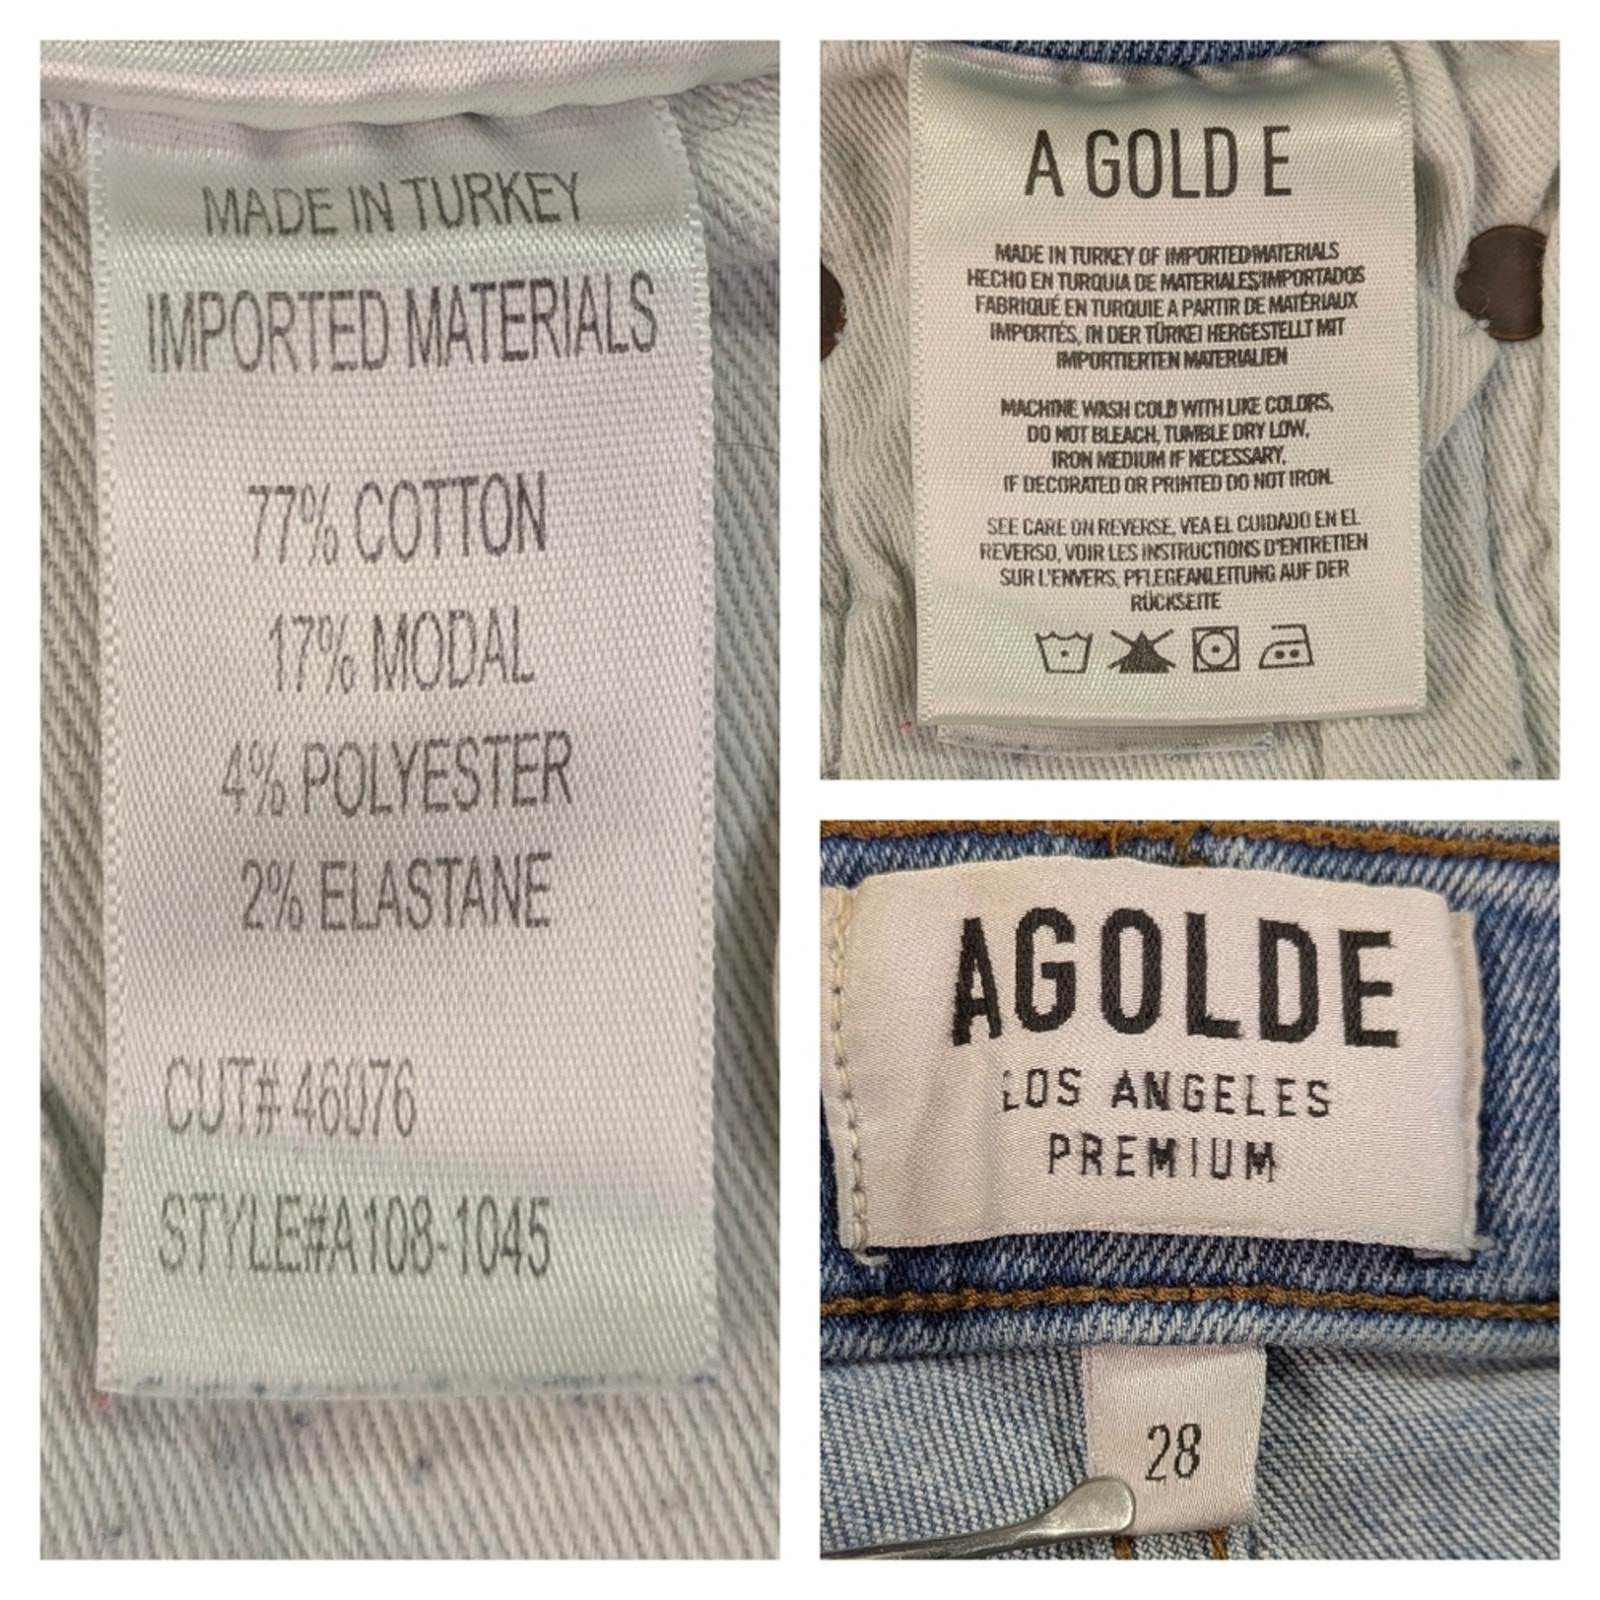 MADE IN TURKEY
IMPORTED MATERIALS
77% COTTON
17% MODAL
4% POLYESTER
2% ELASTANE
CUT# 46076
STYLE#A108-1045
A GOLD E
MADE IN TURKEY OF IMPORTED MATERIALS
HECHO EN TURQUIA DE MATERIALES IMPORTADOS
FABRIQUÉ EN TURQUIE A PARTIR DE MATÉRIAUX
IMPORTÉS, IN DER TÜRKEI HERGESTELLT MIT
IMPORTIERTEN MATERIALIEN
MACHINE WASH COLD WITH LIKE COLORS,
DO NOT BLEACH, TUMBLE DRY LOW,
IRON MEDIUM IF NECESSARY,
IF DECORATED OR PRINTED DO NOT IRON.
SEE CARE ON REVERSE, VEA EL CUIDADO EN EL
REVERSO, VOIR LES INSTRUCTIONS D'ENTRETIEN
SUR L'ENVERS, PFLEGEANLEITUNG AUF DER
RÜCKSEITE
AGOLDE
LOS ANGELES
PREMIUM
28